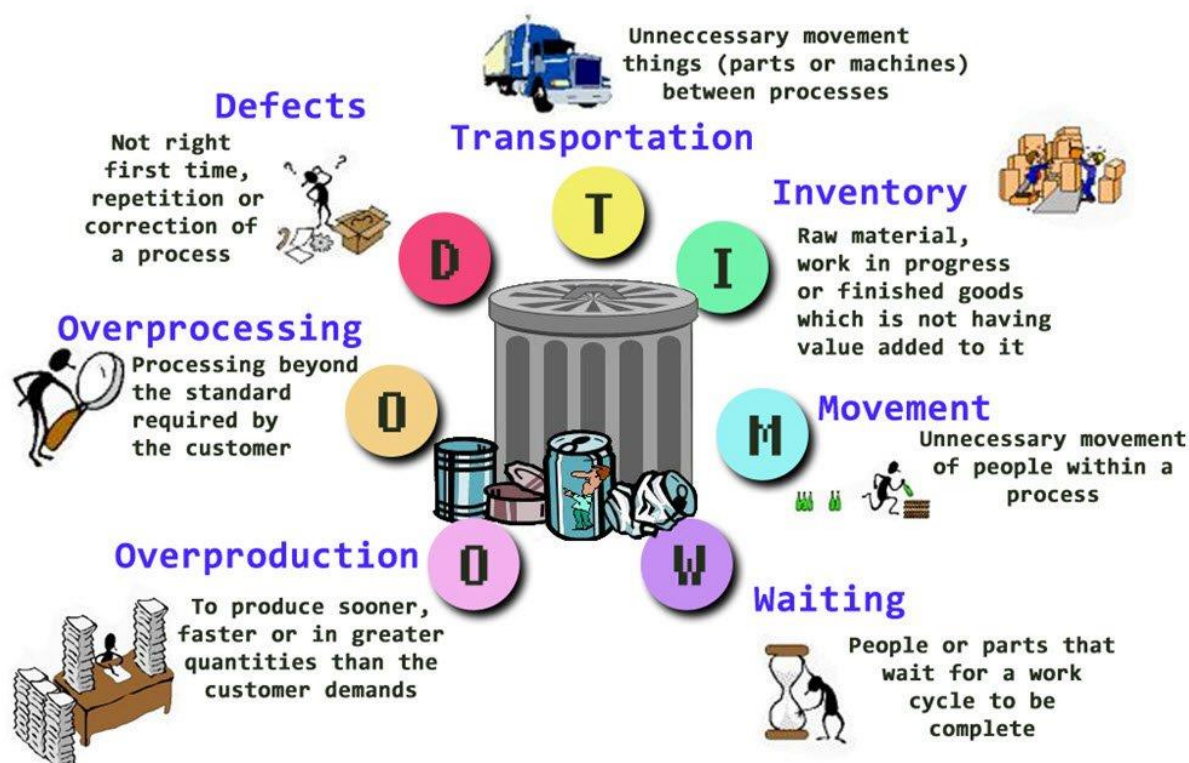 Transportation
Unneccessary movement
things (parts or machines)
between processes
T
Inventory
Raw material,
work in progress
or finished goods
which is not having
value added to it
I
Movement
Unnecessary movement
of people within a
process
M
Waiting
People or parts that
wait for a work
cycle to be
complete
W
Overproduction
To produce sooner,
faster or in greater
quantities than the
customer demands
O
Overprocessing
Processing beyond
the standard
required by
the customer
O
Defects
Not right
first time,
repetition or
correction of
a process
D
? ?